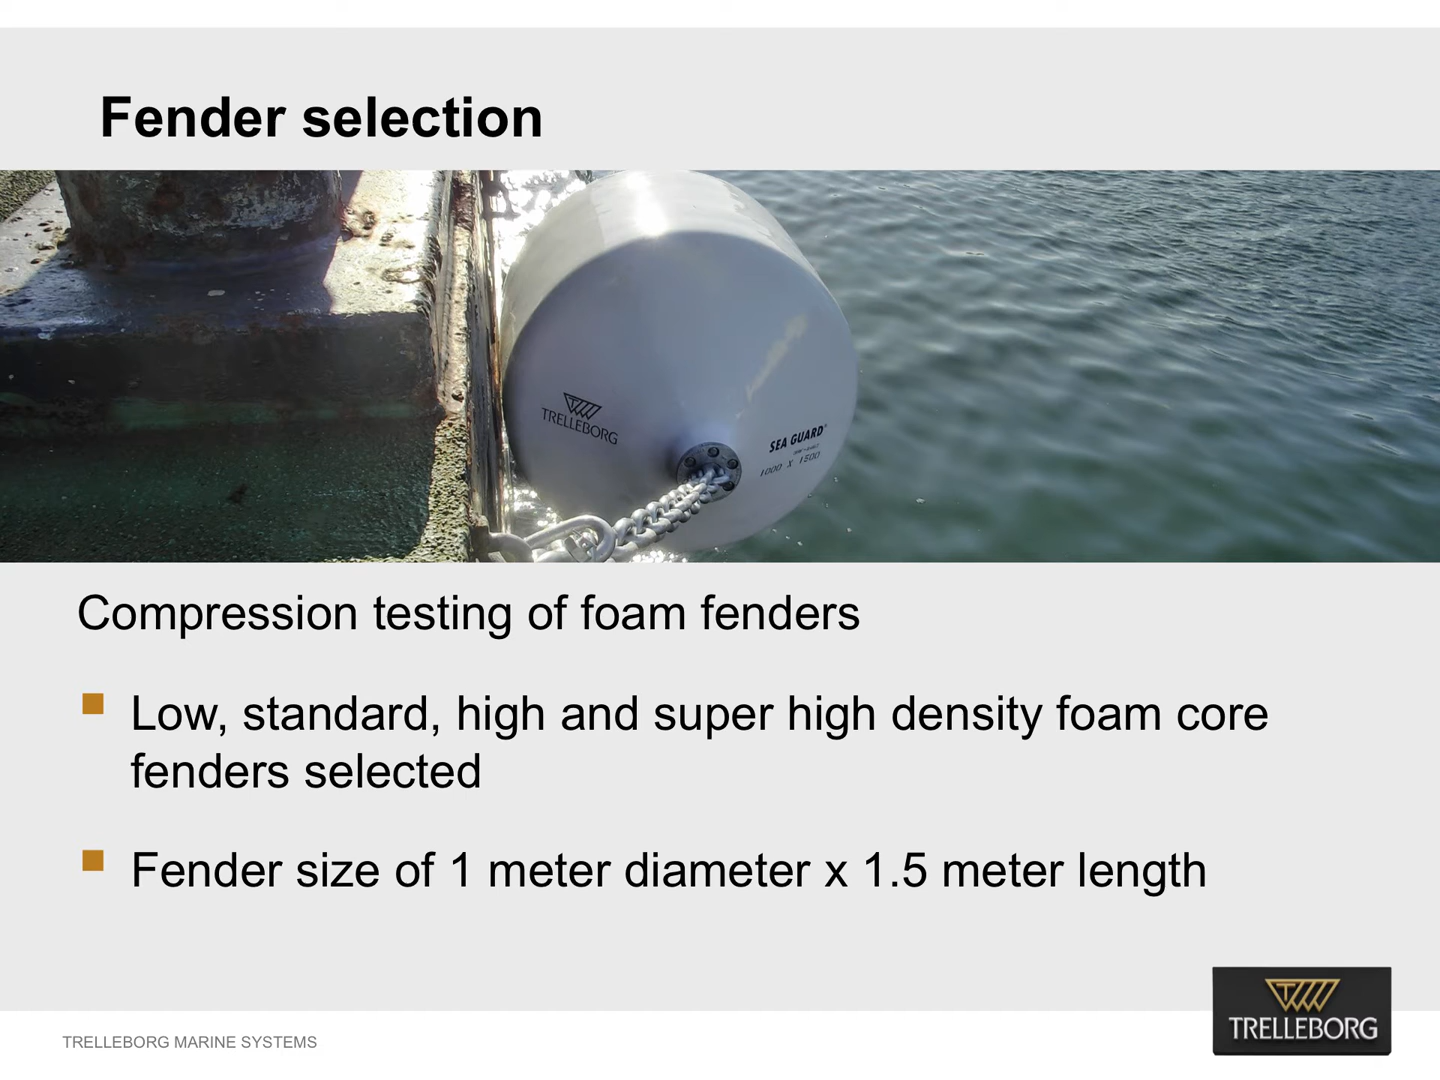 Fender selection
TRELLEBORG
SEA GUARD
1000 x 1500
Compression testing of foam fenders
Low, standard, high and super high density foam core
fenders selected
Fender size of 1 meter diameter x 1.5 meter length
TRELLEBORG MARINE SYSTEMS
TRELLEBORG